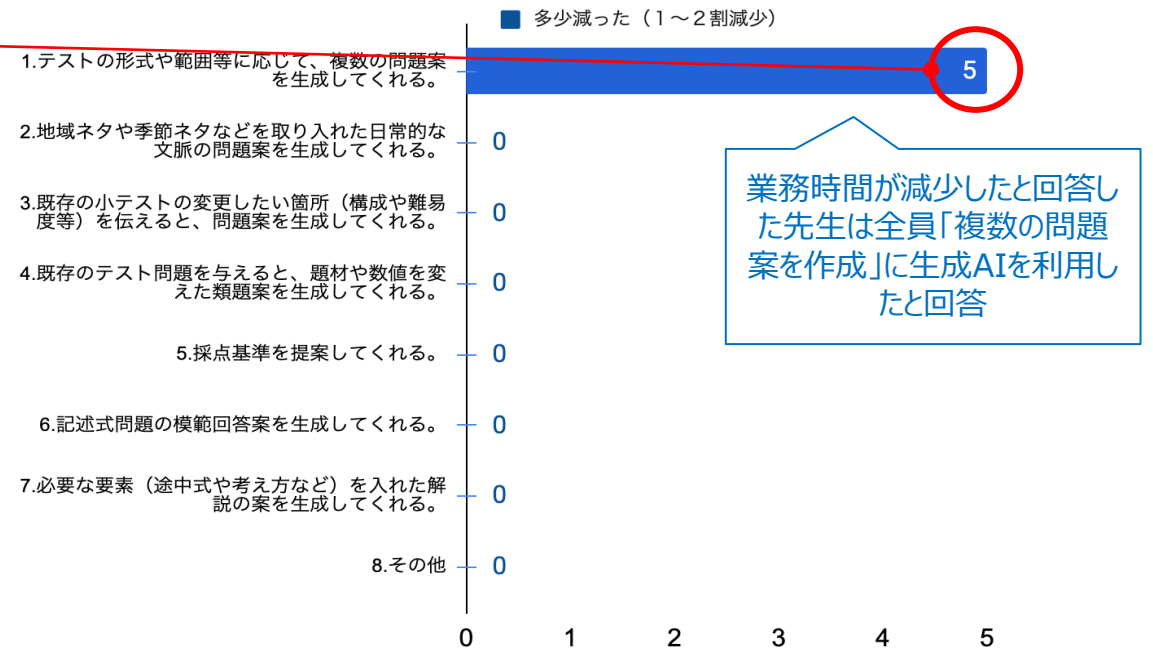 多少減った（１～２割減少）
1.テストの形式や範囲等に応じて、複数の問題案
を生成してくれる。
5
2.地域ネタや季節ネタなどを取り入れた日常的な
文脈の問題案を生成してくれる。
0
3.既存の小テストの変更したい箇所（構成や難易
度等）を伝えると、問題案を生成してくれる。
0
4.既存のテスト問題を与えると、題材や数値を変
えた類題案を生成してくれる。
0
5.採点基準を提案してくれる。
0
6.記述式問題の模範回答案を生成してくれる。
0
7.必要な要素（途中式や考え方など）を入れた解
説の案を生成してくれる。
0
8.その他
0
業務時間が減少したと回答し
た先生は全員「複数の問題
案を作成」に生成AIを利用し
たと回答
0 1 2 3 4 5